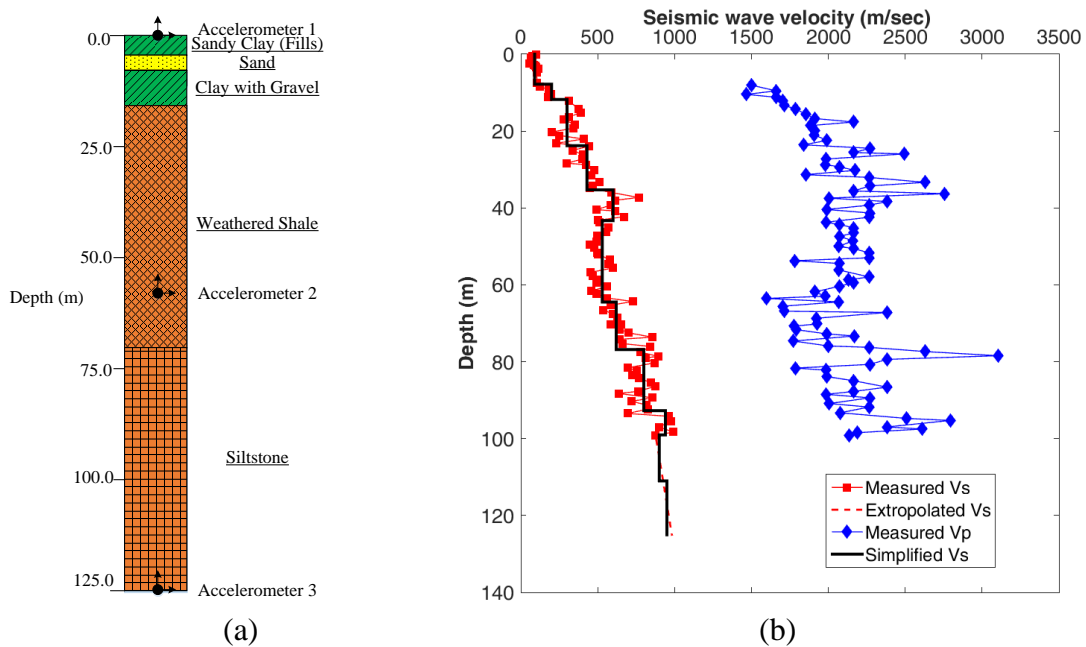 Accelerometer 1
0.0
Sandy Clay (Fills)
Sand
Clay with Gravel
25.0
Weathered Shale
50.0
Depth (m)
Accelerometer 2
75.0
Siltstone
100.0
125.0
Accelerometer 3
(a)
Seismic wave velocity (m/sec)
0 500 1000 1500 2000 2500 3000 3500
0
20
40
60
80
100
120
140
Depth (m)
Measured Vs
Extropolated Vs
Measured Vp
Simplified Vs
(b)